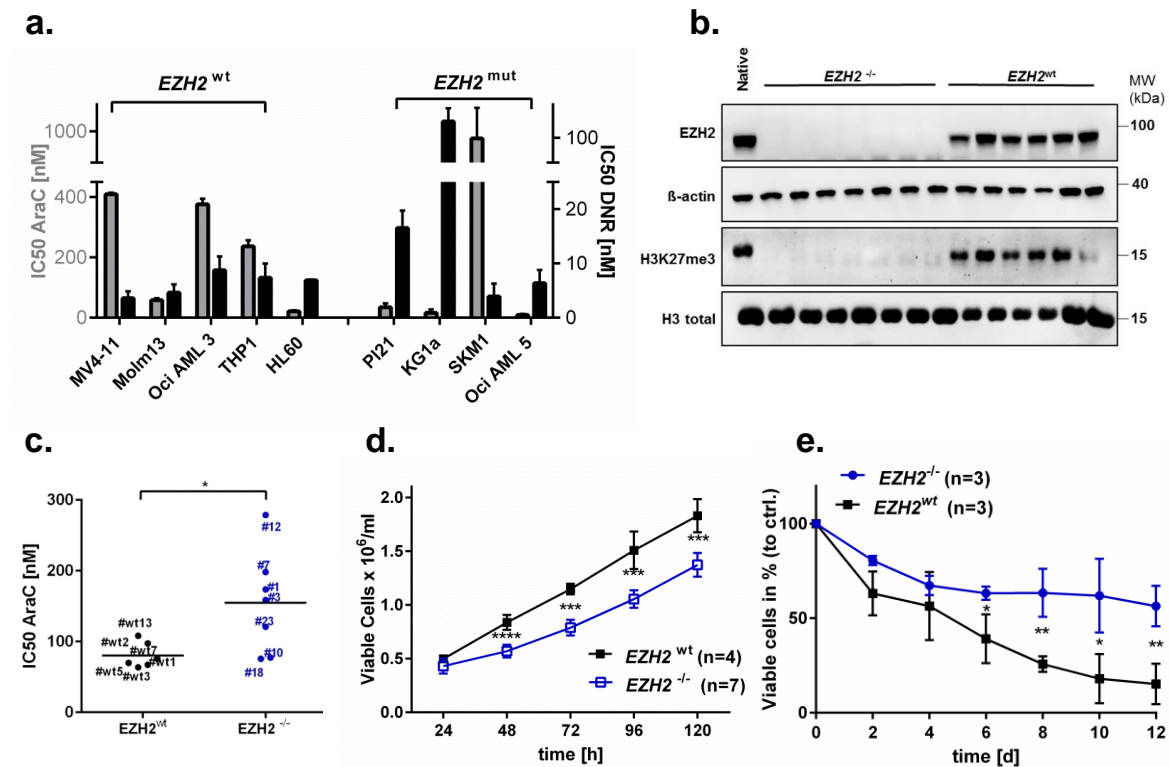 a.
EZH2 wt
EZH2 mut
IC50 AraC [nM]
1000
400
200
0
100
20
10
0
IC50 DNR [nM]
MV4-11
Molm13
Oci AML 3
THP1
HL60
PI21
KG1a
SKM1
Oci AML 5
b.
Native
EZH2 -/-
EZH2wt
MW
(kDa)
EZH2
100
ß-actin
40
H3K27me3
15
H3 total
15
c.
IC50 AraC [nM]
300
200
100
0
*
#12
#7
#1
#3
#23
#10
#18
#wt13
#wt2
#wt7
#wt1
#wt5
#wt3
EZH2wt
EZH2 -/-
d.
Viable Cells x 10⁶/ml
2.0
1.5
1.0
0.5
0.0
****
***
***
***
EZH2 wt (n=4)
EZH2 -/- (n=7)
24
48
72
96
120
time [h]
e.
EZH2-/- (n=3)
EZH2wt (n=3)
Viable cells in % (to ctrl.)
100
50
0
*
**
*
**
0
2
4
6
8
10
12
time [d]